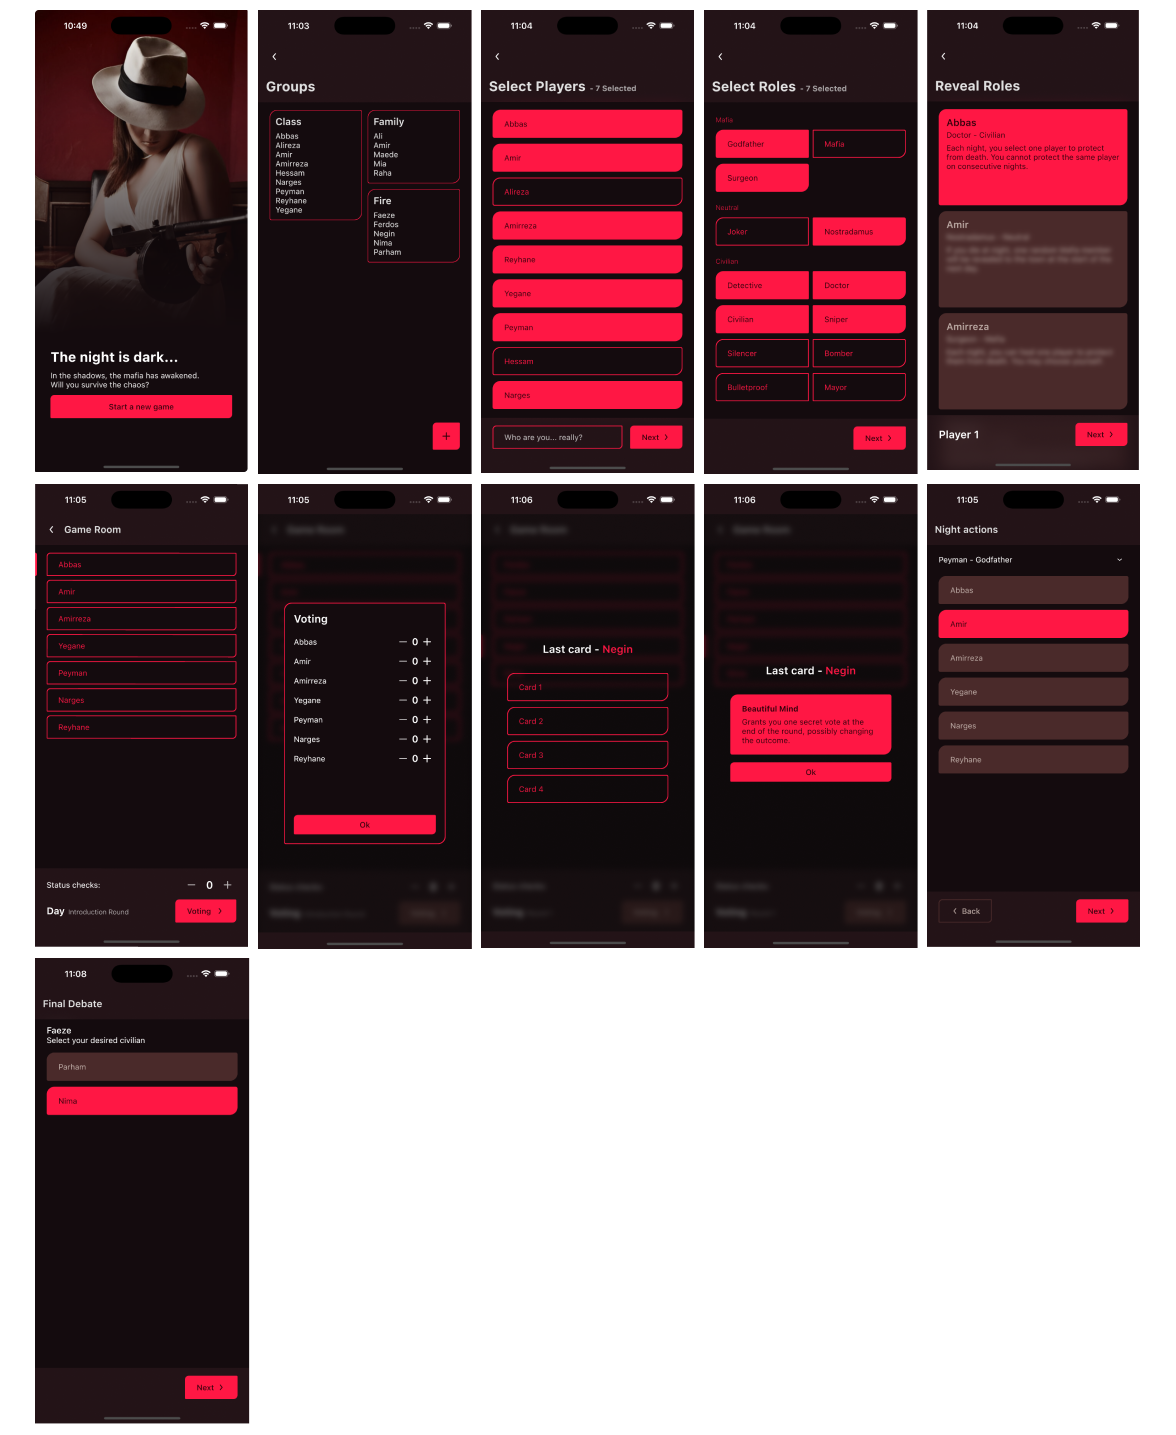 10:49
The night is dark...
In the shadows, the mafia has awakened.
Will you survive the chaos?
Start a new game
11:03
Groups
Class
Abbas
Alireza
Amir
Amirreza
Hessam
Narges
Peyman
Reyhane
Yegane
Family
Ali
Amir
Maede
Mia
Raha
Fire
Faeze
Ferdos
Negin
Nima
Parham
+
11:04
Select Players - 7 Selected
Abbas
Amir
Alireza
Amirreza
Reyhane
Yegane
Peyman
Hessam
Narges
Who are you... really?
Next >
11:04
Select Roles - 7 Selected
Mafia
Godfather
Mafia
Surgeon
Neutral
Joker
Nostradamus
Civilian
Detective
Doctor
Civilian
Sniper
Silencer
Bomber
Bulletproof
Mayor
Next >
11:04
Reveal Roles
Abbas
Doctor - Civilian
Each night, you select one player to protect
from death. You cannot protect the same player
on consecutive nights.
Amir
Amirreza
Player 1
Next >
11:05
< Game Room
Abbas
Amir
Amirreza
Yegane
Peyman
Narges
Reyhane
Status checks: — 0 +
Day Introduction Round
Voting >
11:05
Voting
Abbas — 0 +
Amir — 0 +
Amirreza — 0 +
Yegane — 0 +
Peyman — 0 +
Narges — 0 +
Reyhane — 0 +
Ok
11:06
Last card - Negin
Card 1
Card 2
Card 3
Card 4
11:06
Last card - Negin
Beautiful Mind
Grants you one secret vote at the
end of the round, possibly changing
the outcome.
Ok
11:05
Night actions
Peyman - Godfather
Abbas
Amir
Amirreza
Yegane
Narges
Reyhane
< Back
Next >
11:08
Final Debate
Faeze
Select your desired civilian
Parham
Nima
Next >